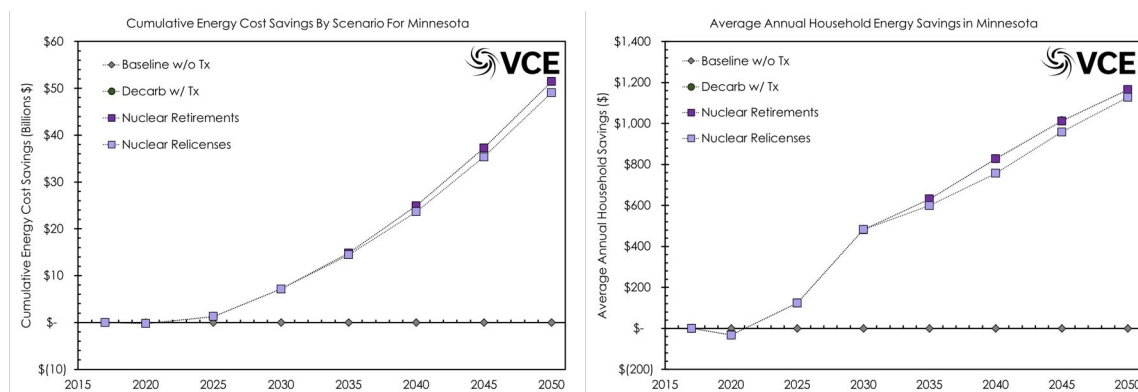 Cumulative Energy Cost Savings By Scenario For Minnesota
$60
$50
$40
$30
$20
$10
$-
$(10)
Cumulative Energy Cost Savings (Billions $)
Baseline w/o Tx
Decarb w/ Tx
Nuclear Retirements
Nuclear Relicenses
VCE
2015 2020 2025 2030 2035 2040 2045 2050
Average Annual Household Energy Savings in Minnesota
$1,400
$1,200
$1,000
$800
$600
$400
$200
$-
$(200)
Average Annual Household Savings ($)
Baseline w/o Tx
Decarb w/ Tx
Nuclear Retirements
Nuclear Relicenses
VCE
2015 2020 2025 2030 2035 2040 2045 2050